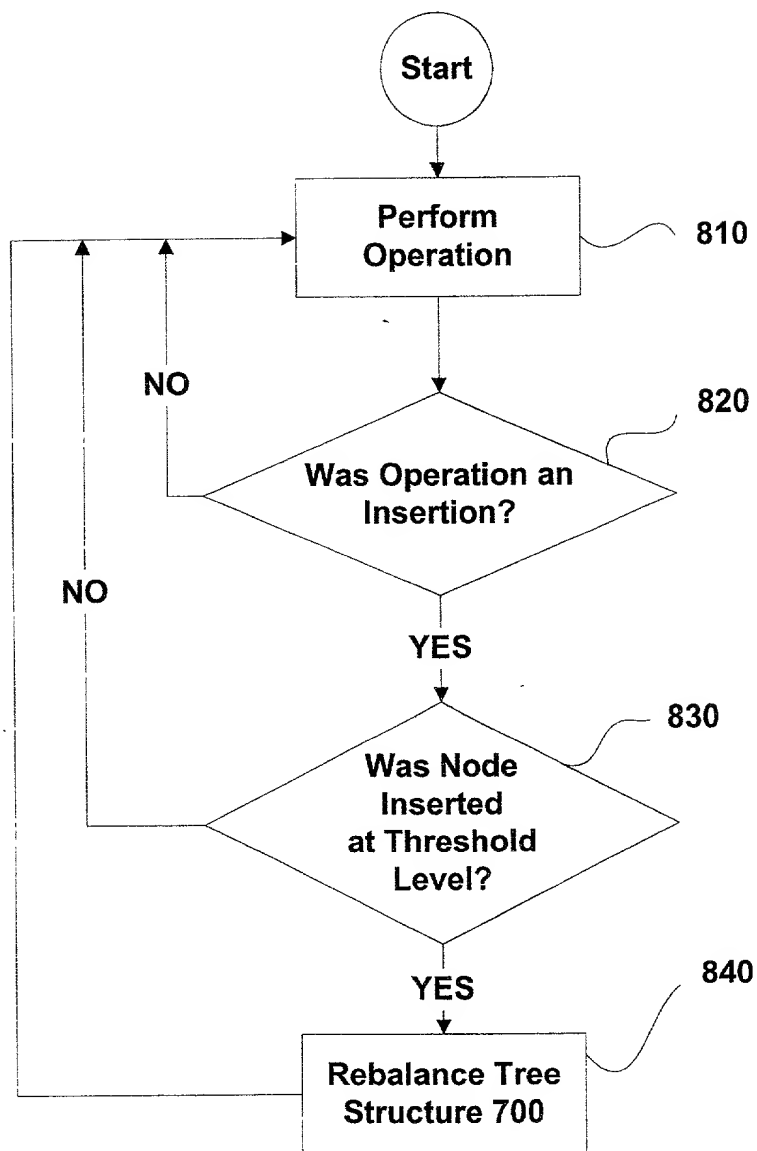 Start
Perform
Operation
810
NO
820
Was Operation an
Insertion?
NO
YES
830
Was Node
Inserted
at Threshold
Level?
YES
840
Rebalance Tree
Structure 700